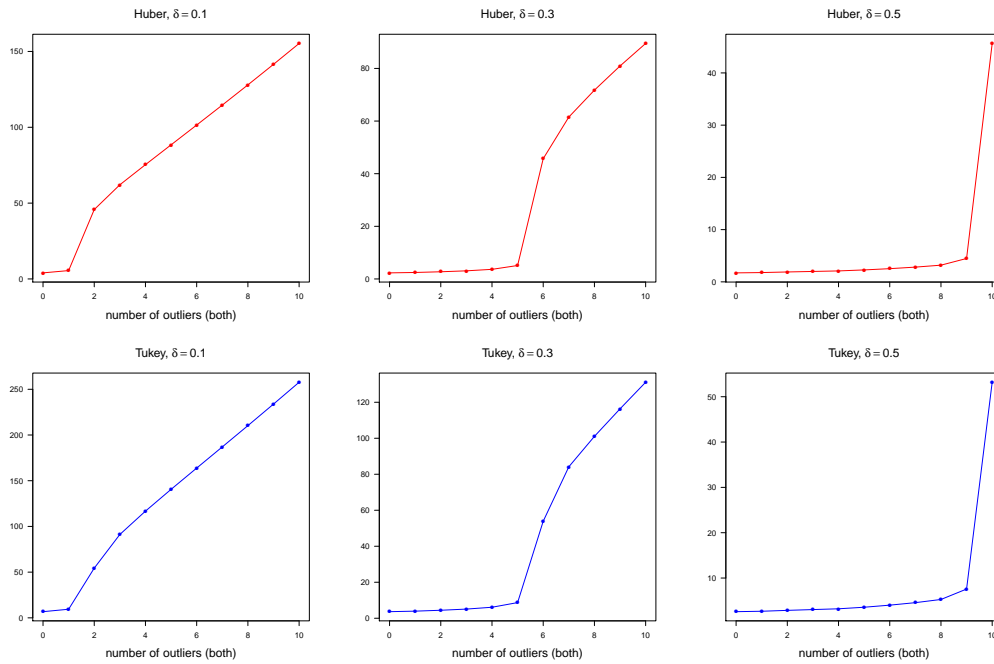 Huber, δ = 0.1
150
100
50
0
0 2 4 6 8 10
number of outliers (both)
Huber, δ = 0.3
80
60
40
20
0
0 2 4 6 8 10
number of outliers (both)
Huber, δ = 0.5
40
30
20
10
0
0 2 4 6 8 10
number of outliers (both)
Tukey, δ = 0.1
250
200
150
100
50
0
0 2 4 6 8 10
number of outliers (both)
Tukey, δ = 0.3
120
100
80
60
40
20
0
0 2 4 6 8 10
number of outliers (both)
Tukey, δ = 0.5
50
40
30
20
10
0 2 4 6 8 10
number of outliers (both)